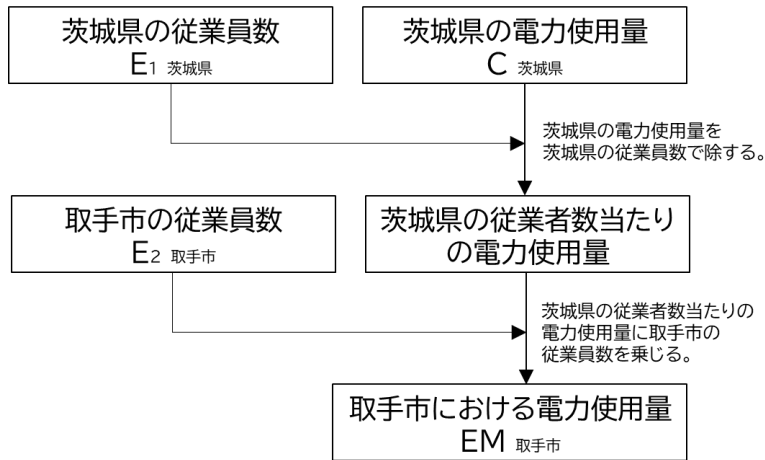 茨城県の従業員数
E1 茨城県
茨城県の電力使用量
C 茨城県
茨城県の電力使用量を
茨城県の従業員数で除する。
取手市の従業員数
E2 取手市
茨城県の従業者数当たり
の電力使用量
茨城県の従業者数当たりの
電力使用量に取手市の
従業員数を乗じる。
取手市における電力使用量
EM 取手市